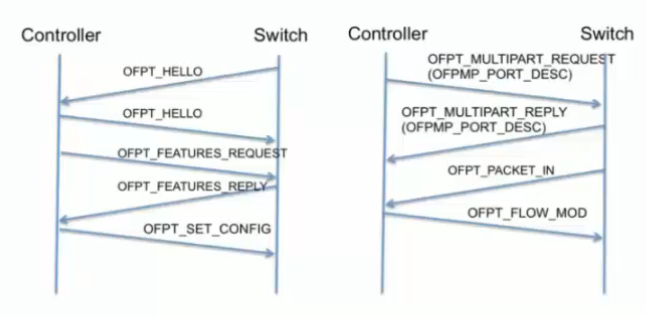 Controller
Switch
OFPT_HELLO
OFPT_HELLO
OFPT_FEATURES_REQUEST
OFPT_FEATURES_REPLY
OFPT_SET_CONFIG
Controller
Switch
OFPT_MULTIPART_REQUEST
(OFPMP_PORT_DESC)
OFPT_MULTIPART_REPLY
(OFPMP_PORT_DESC)
OFPT_PACKET_IN
OFPT_FLOW_MOD